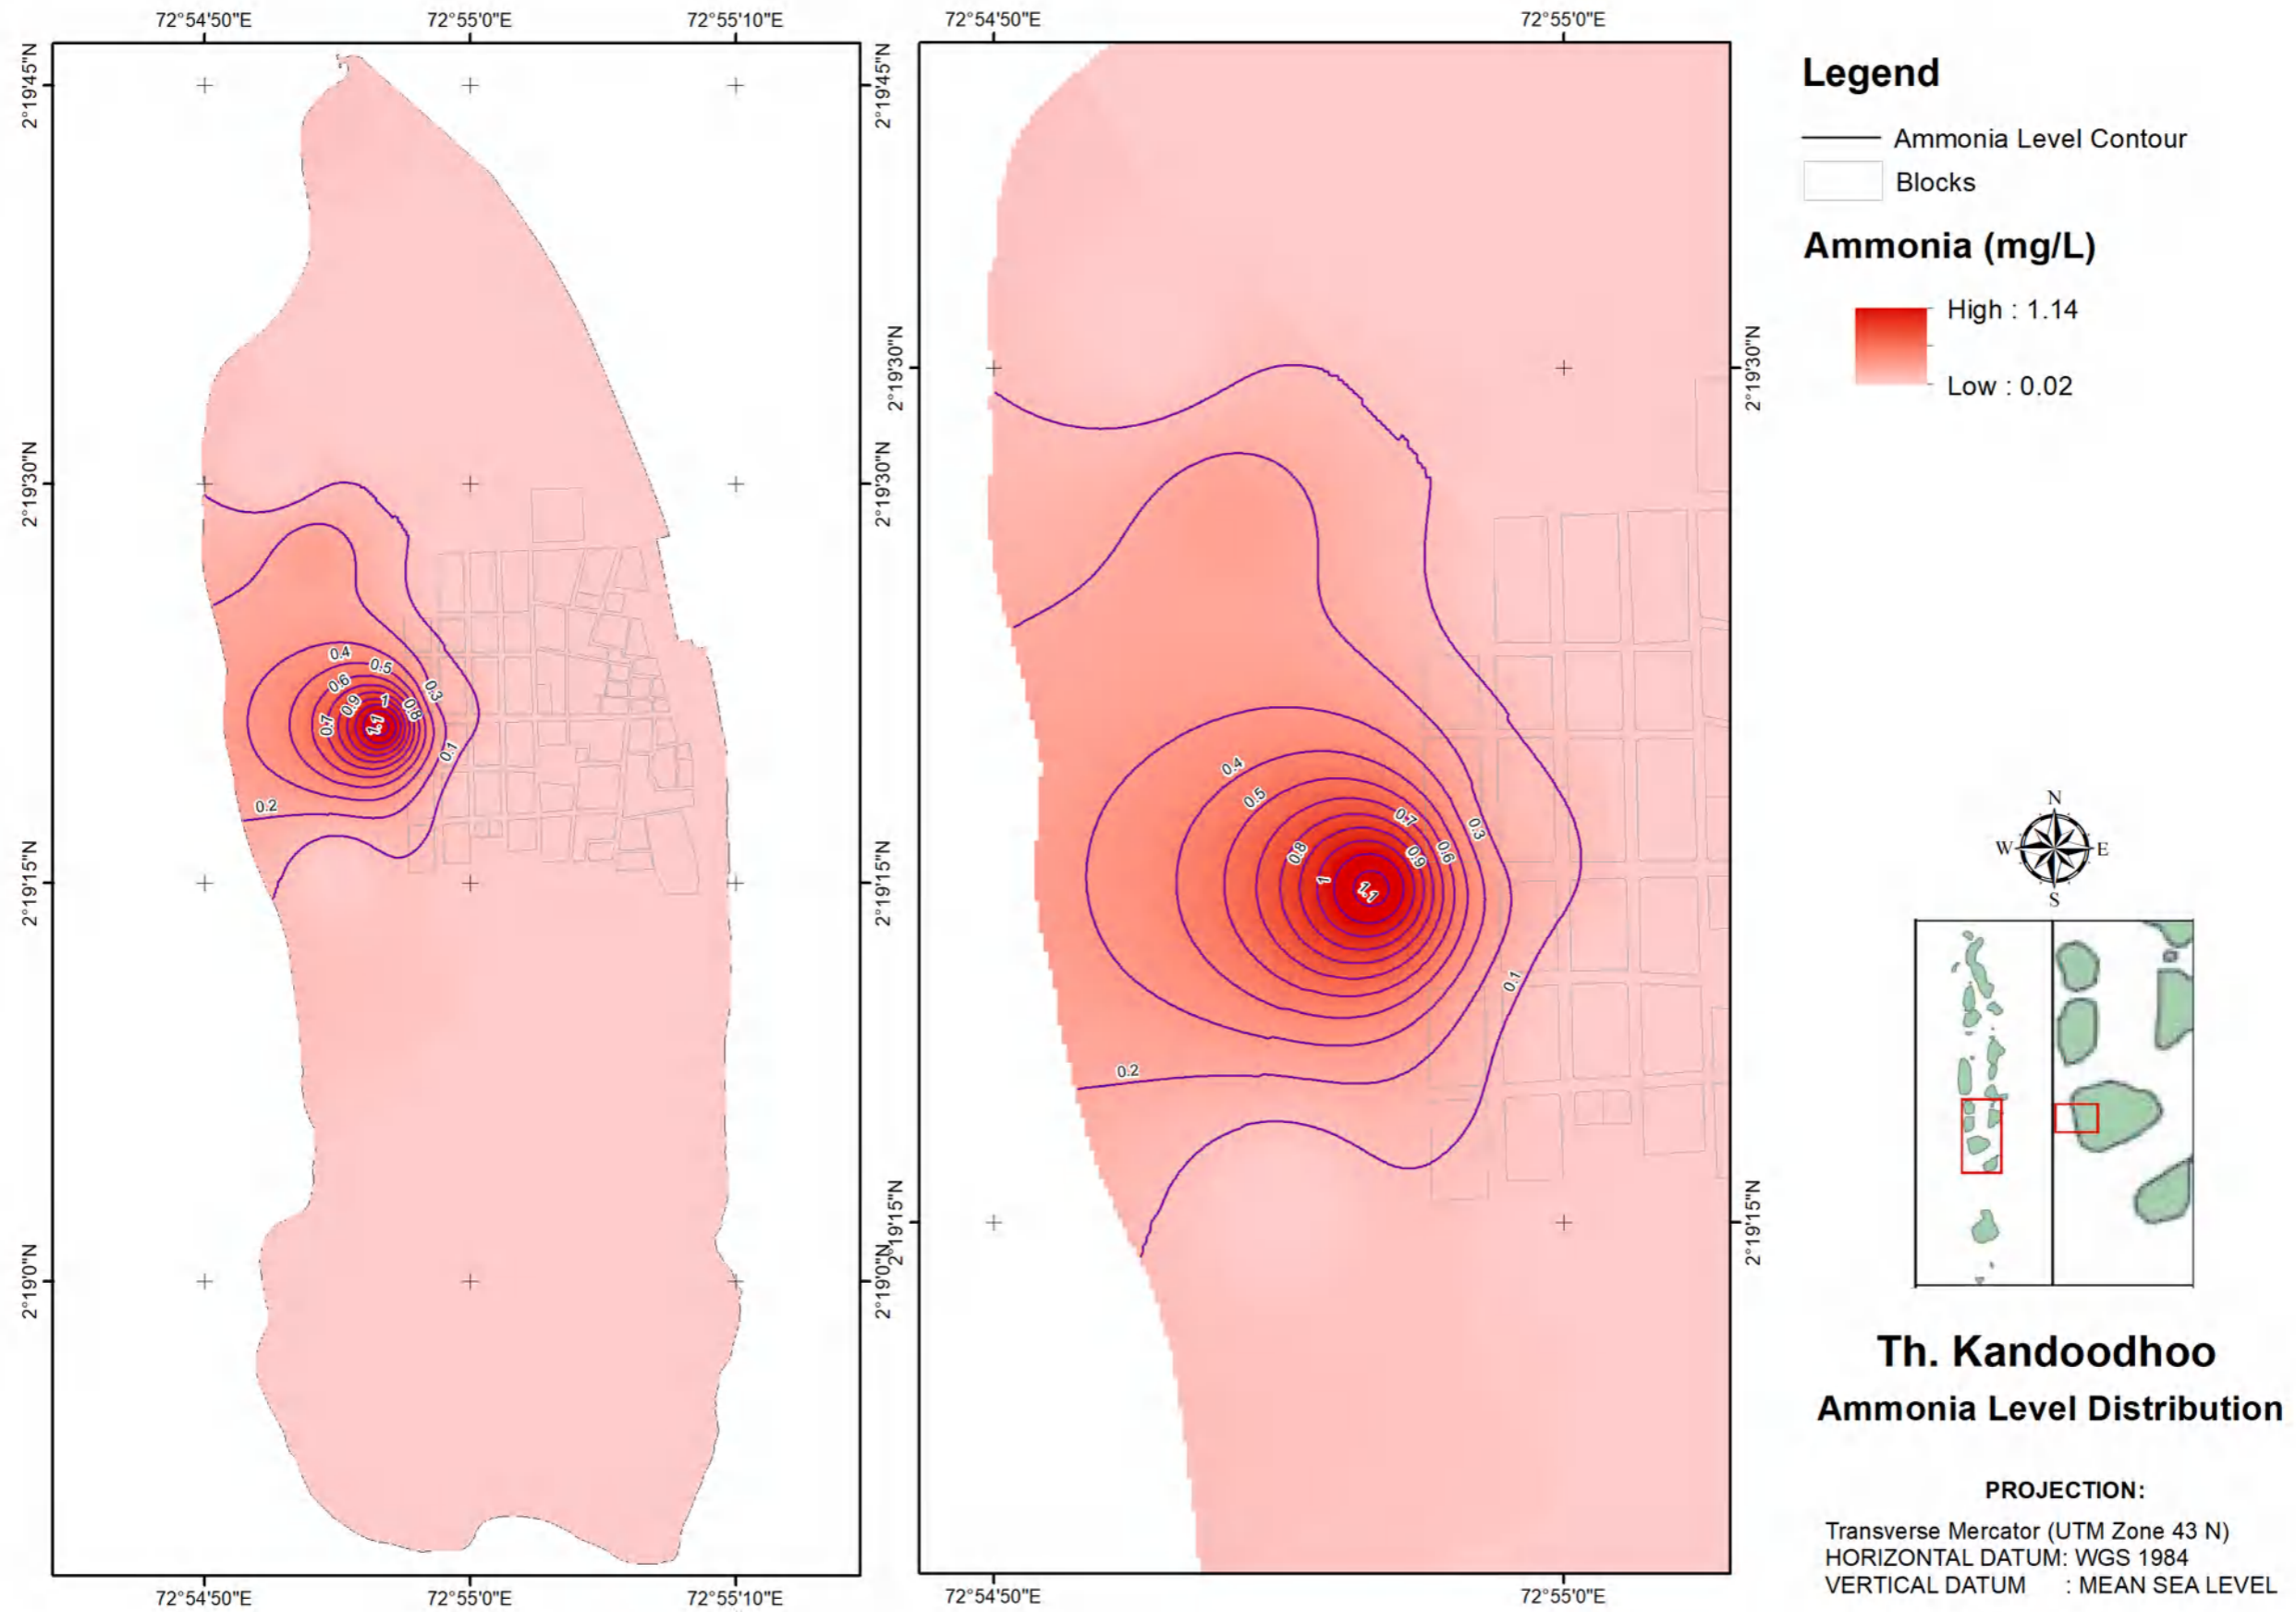 72°54'50"E 72°55'0"E 72°55'10"E
2°19'45"N 2°19'45"N
2°19'30"N 2°19'30"N
2°19'15"N 2°19'15"N
2°19'0"N 2°19'0"N
0.4
0.5
0.6
0.3
0.9
1
0.8
0.7
1.1
0.1
0.2
72°54'50"E 72°55'0"E 72°55'10"E
72°54'50"E 72°55'0"E
2°19'30"N 2°19'30"N
2°19'15"N 2°19'15"N
0.4
0.5
0.7
0.3
0.8
0.9
0.6
1
1.1
0.1
0.2
72°54'50"E 72°55'0"E
Legend
Ammonia Level Contour
Blocks
Ammonia (mg/L)
High : 1.14
Low : 0.02
N
W E
S
Th. Kandoodhoo
Ammonia Level Distribution
PROJECTION:
Transverse Mercator (UTM Zone 43 N)
HORIZONTAL DATUM: WGS 1984
VERTICAL DATUM : MEAN SEA LEVEL